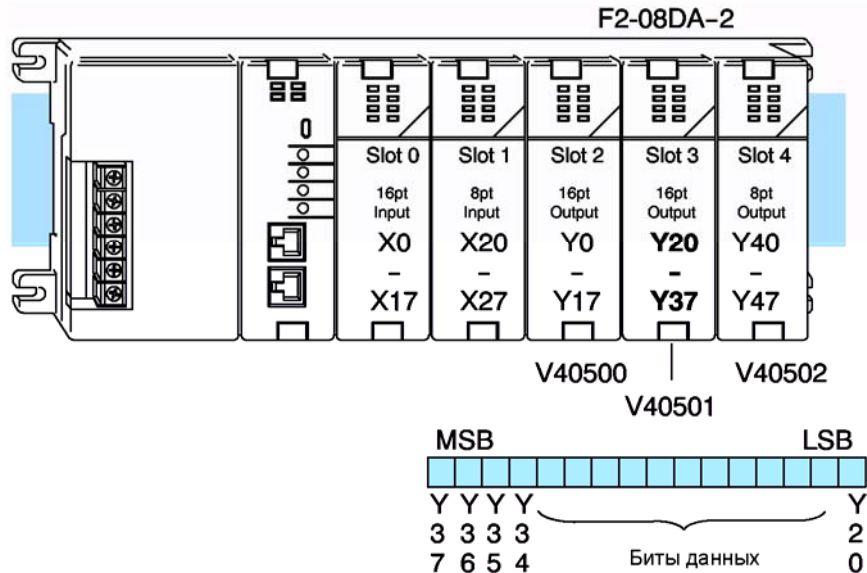 F2-08DA-2
Slot 0 Slot 1 Slot 2 Slot 3 Slot 4
16pt 8pt 16pt 16pt 8pt
Input Input Output Output Output
X0 X20 Y0 Y20 Y40
– – – – –
X17 X27 Y17 Y37 Y47
V40500 V40502
V40501
MSB LSB
Y Y Y Y Y
3 3 3 3 2
7 6 5 4 Биты данных 0